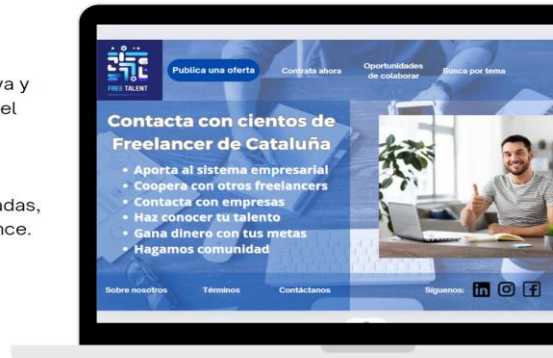 va y
el
adas,
nce.
FREE TALENT
Publica una oferta
Contrata ahora
Oportunidades
de colaborar
Busca por tema
Contacta con cientos de
Freelancer de Cataluña
• Aporta al sistema empresarial
• Coopera con otros freelancers
• Contacta con empresas
• Haz conocer tu talento
• Gana dinero con tus metas
• Hagamos comunidad
Sobre nosotros
Términos
Contáctanos
Síguenos: